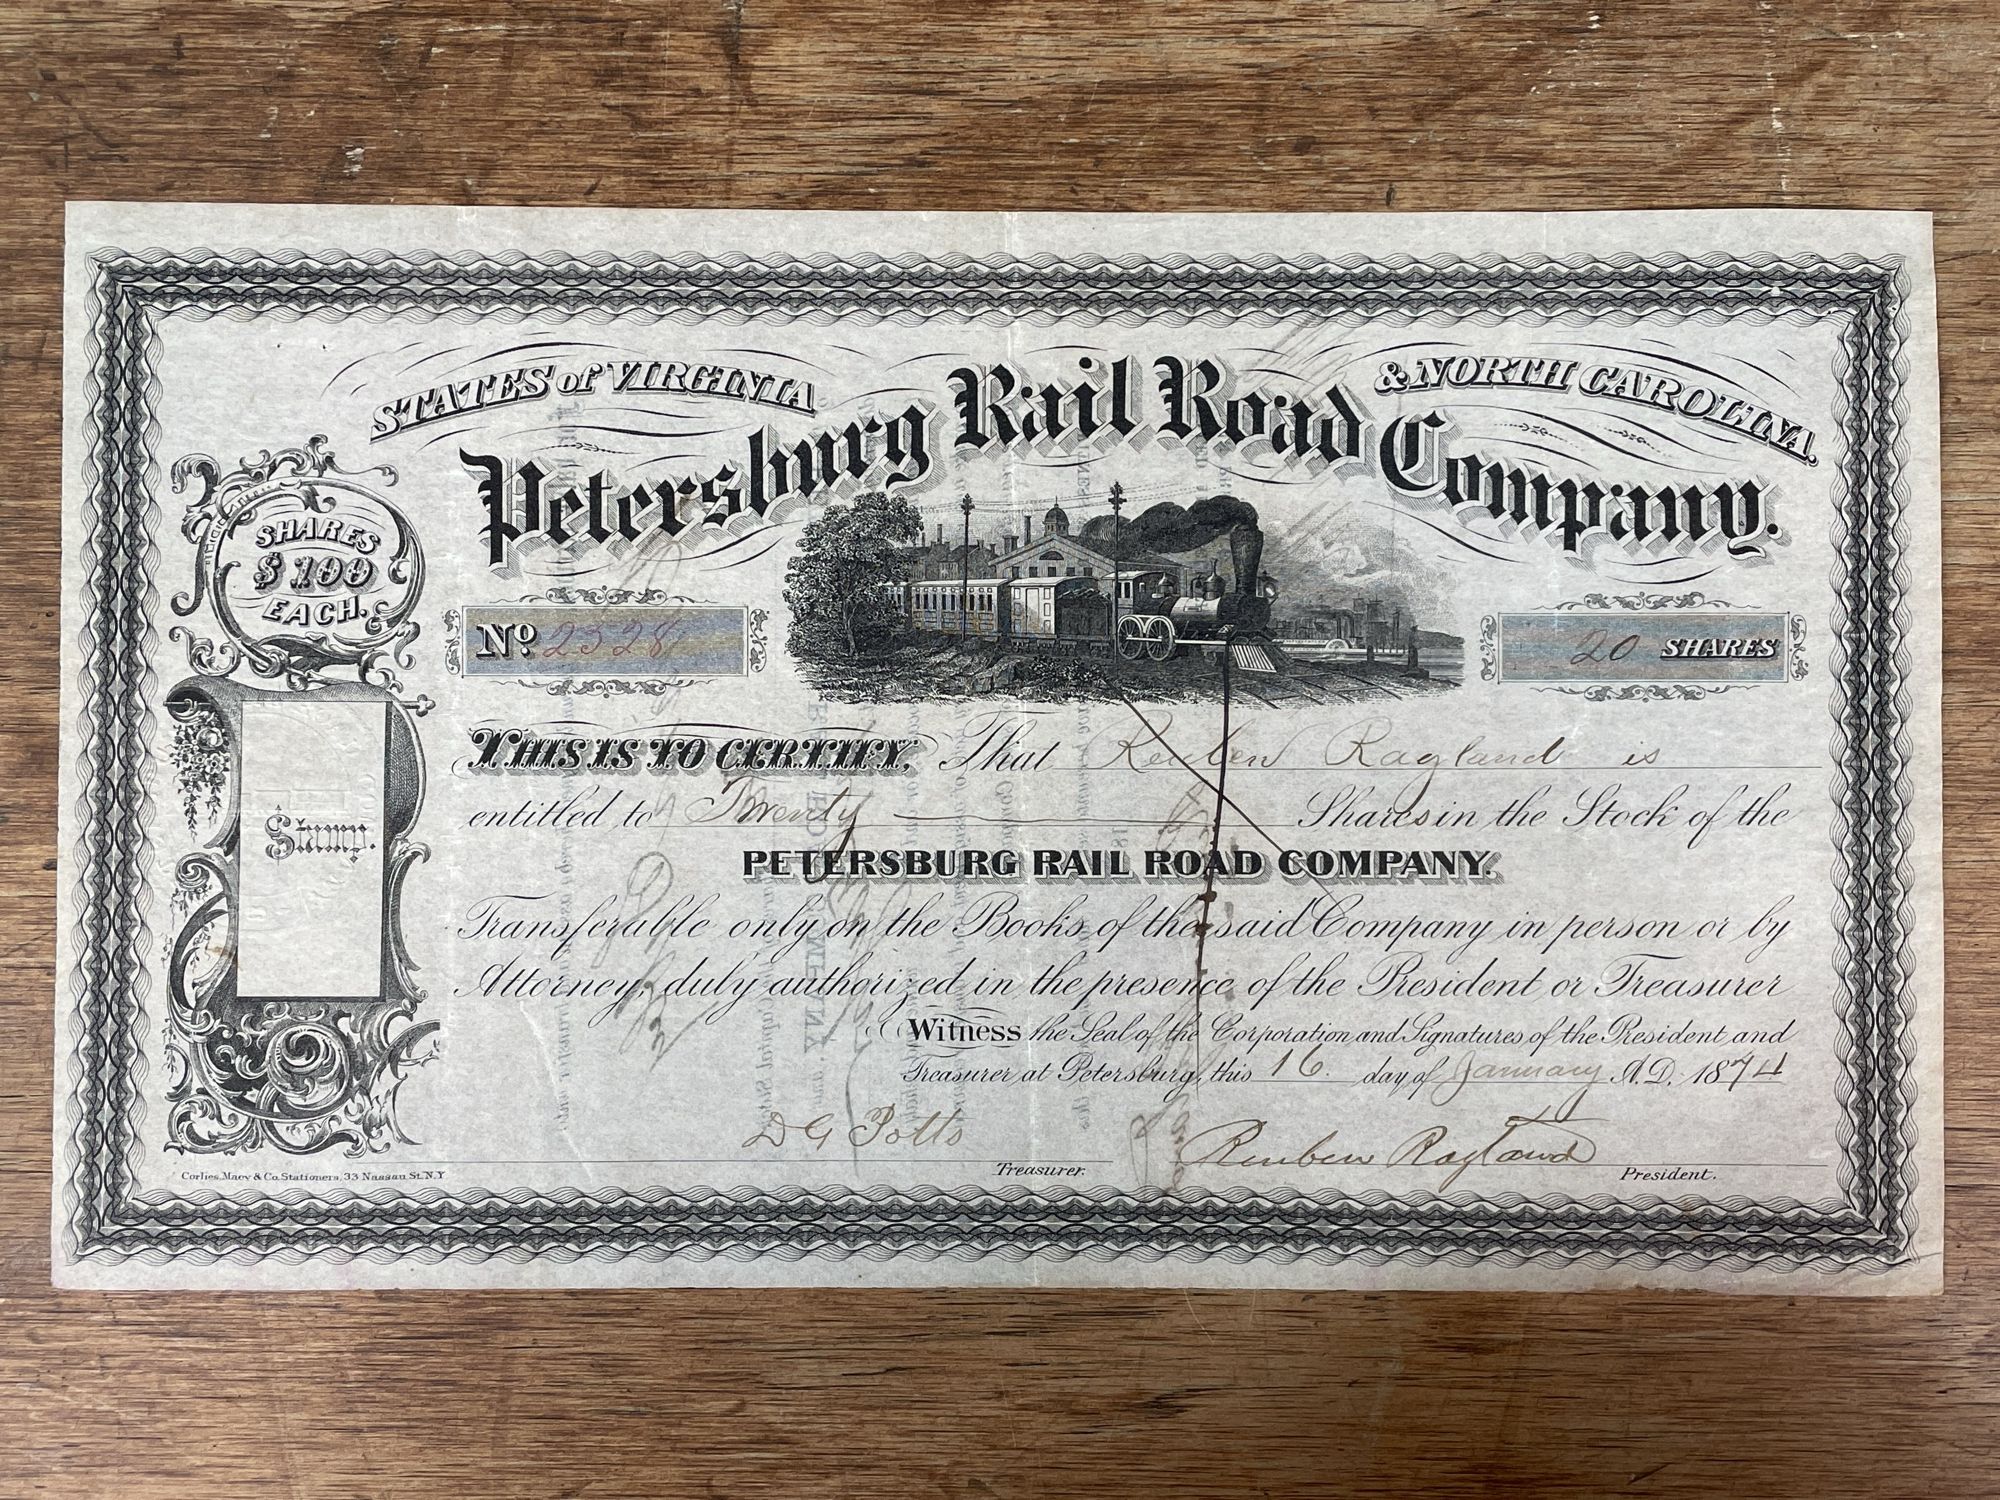 STATES of VIRGINIA & NORTH CAROLINA.
Petersburg Rail Road Company.
SHARES
$100
EACH.
No. 2328
20 SHARES
THIS IS TO CERTIFY, That Reuben Ragland is
entitled to Twenty Shares in the Stock of the
PETERSBURG RAIL ROAD COMPANY.
Transferable only on the Books of the said Company in person or by
Attorney, duly authorized in the presence of the President or Treasurer
Stamp.
Witness the Seal of the Corporation and Signatures of the President and
Treasurer at Petersburg, this 16. day of January A.D. 1874
D G Potts Treasurer.
Reuben Ragland President.
Corlies, Macy & Co. Stationers, 33 Nassau St. N.Y